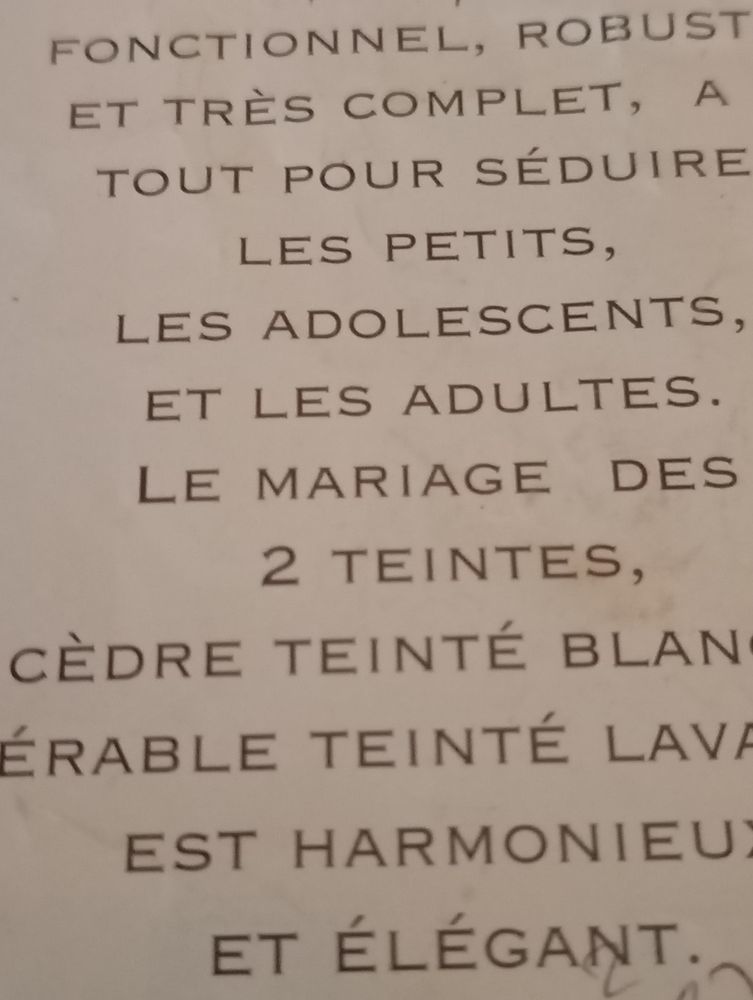 FONCTIONNEL, ROBUST
ET TRÈS COMPLET, A
TOUT POUR SÉDUIRE
LES PETITS,
LES ADOLESCENTS,
ET LES ADULTES.
LE MARIAGE DES
2 TEINTES,
CÈDRE TEINTÉ BLAN
ÉRABLE TEINTÉ LAVA
EST HARMONIEUX
ET ÉLÉGANT.